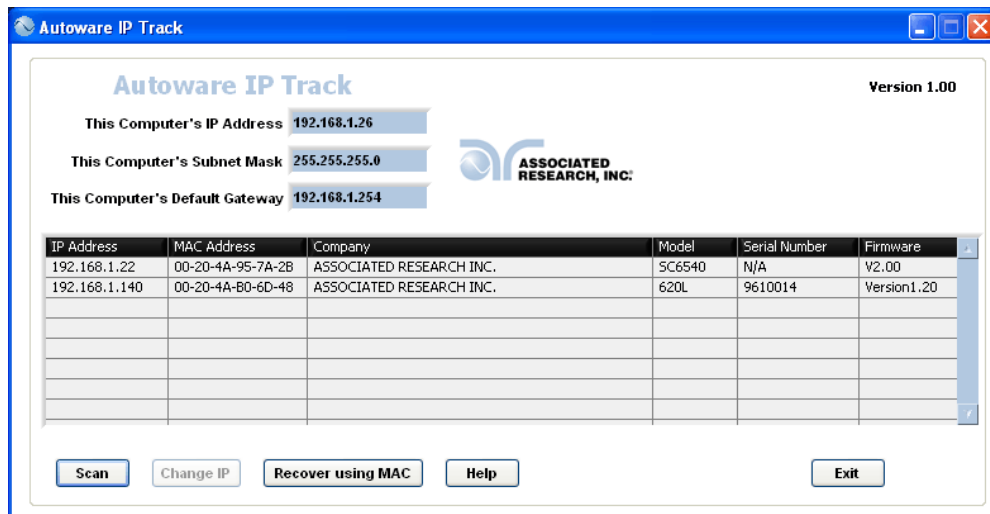 Autoware IP Track
Autoware IP Track
Version 1.00
This Computer's IP Address 192.168.1.26
This Computer's Subnet Mask 255.255.255.0
This Computer's Default Gateway 192.168.1.254
ASSOCIATED
RESEARCH, INC.
IP Address MAC Address Company Model Serial Number Firmware
192.168.1.22 00-20-4A-95-7A-2B ASSOCIATED RESEARCH INC. SC6540 N/A V2.00
192.168.1.140 00-20-4A-B0-6D-48 ASSOCIATED RESEARCH INC. 620L 9610014 Version1.20
Scan Change IP Recover using MAC Help Exit